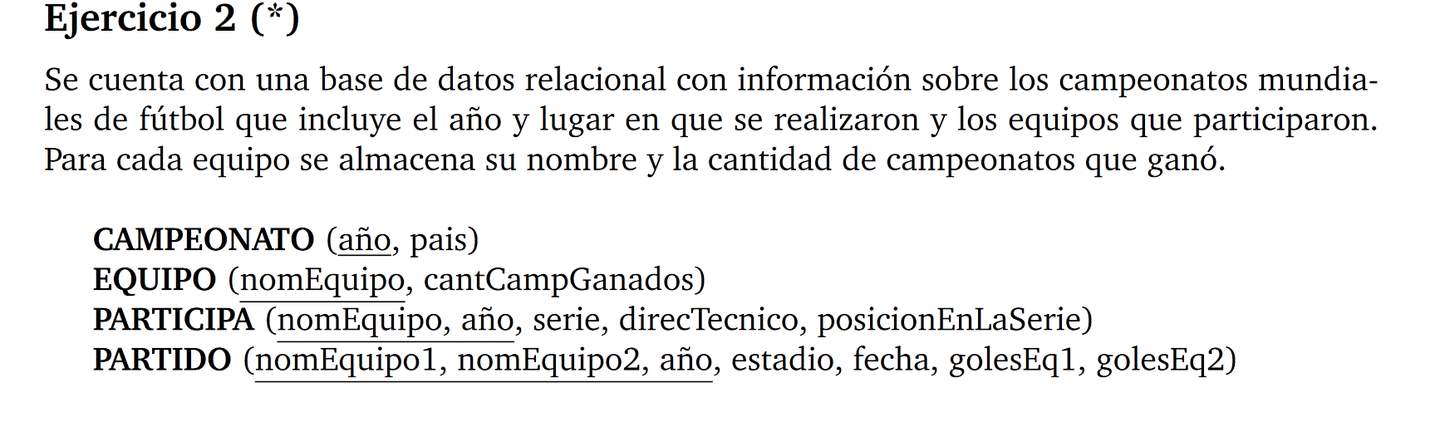 Ejercicio 2 (*)
Se cuenta con una base de datos relacional con información sobre los campeonatos mundia-
les de fútbol que incluye el año y lugar en que se realizaron y los equipos que participaron.
Para cada equipo se almacena su nombre y la cantidad de campeonatos que ganó.
CAMPEONATO (año, pais)
EQUIPO (nomEquipo, cantCampGanados)
PARTICIPA (nomEquipo, año, serie, direcTecnico, posicionEnLaSerie)
PARTIDO (nomEquipo1, nomEquipo2, año, estadio, fecha, golesEq1, golesEq2)